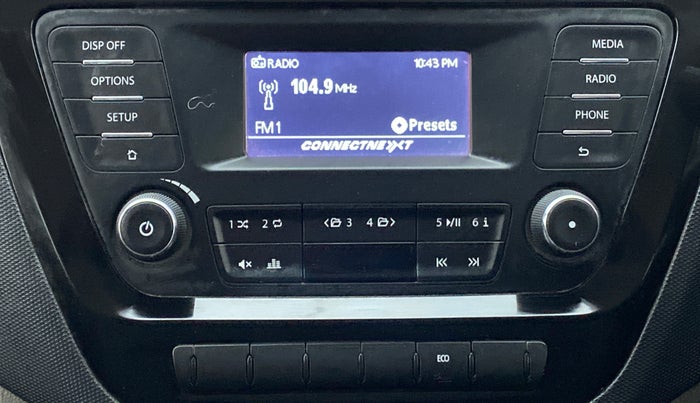 DISP OFF
OPTIONS
SETUP
RADIO 10:43 PM
104.9 MHz
FM1 Presets
CONNECTNEXT
MEDIA
RADIO
PHONE
1 2 3 4 5 6 i
ECO